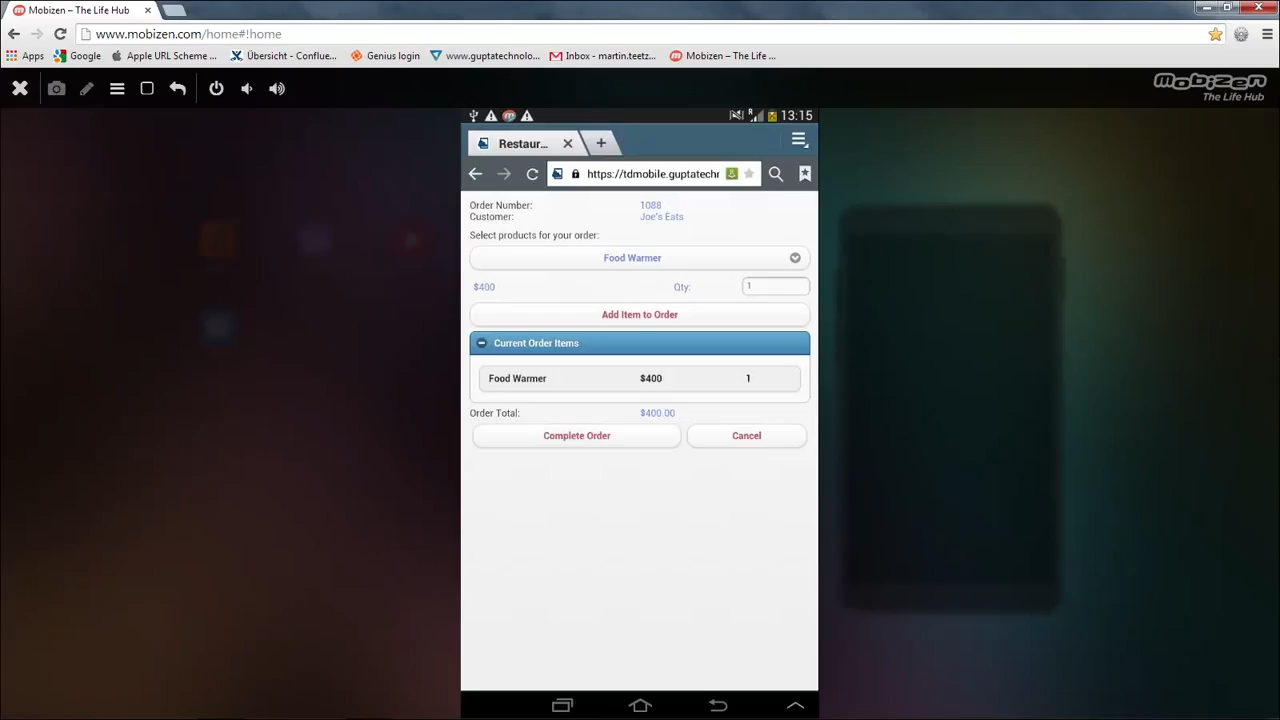 Mobizen – The Life Hub
www.mobizen.com/home#!home
Apps Google Apple URL Scheme ... Übersicht - Conflue... Genius login www.guptatechnolo... Inbox - martin.teetz... Mobizen – The Life ...
mobizen
The Life Hub
R 13:15
Restaur...
https://tdmobile.guptatechr
Order Number: 1088
Customer: Joe's Eats
Select products for your order:
Food Warmer
$400 Qty: 1
Add Item to Order
Current Order Items
Food Warmer $400 1
Order Total: $400.00
Complete Order Cancel